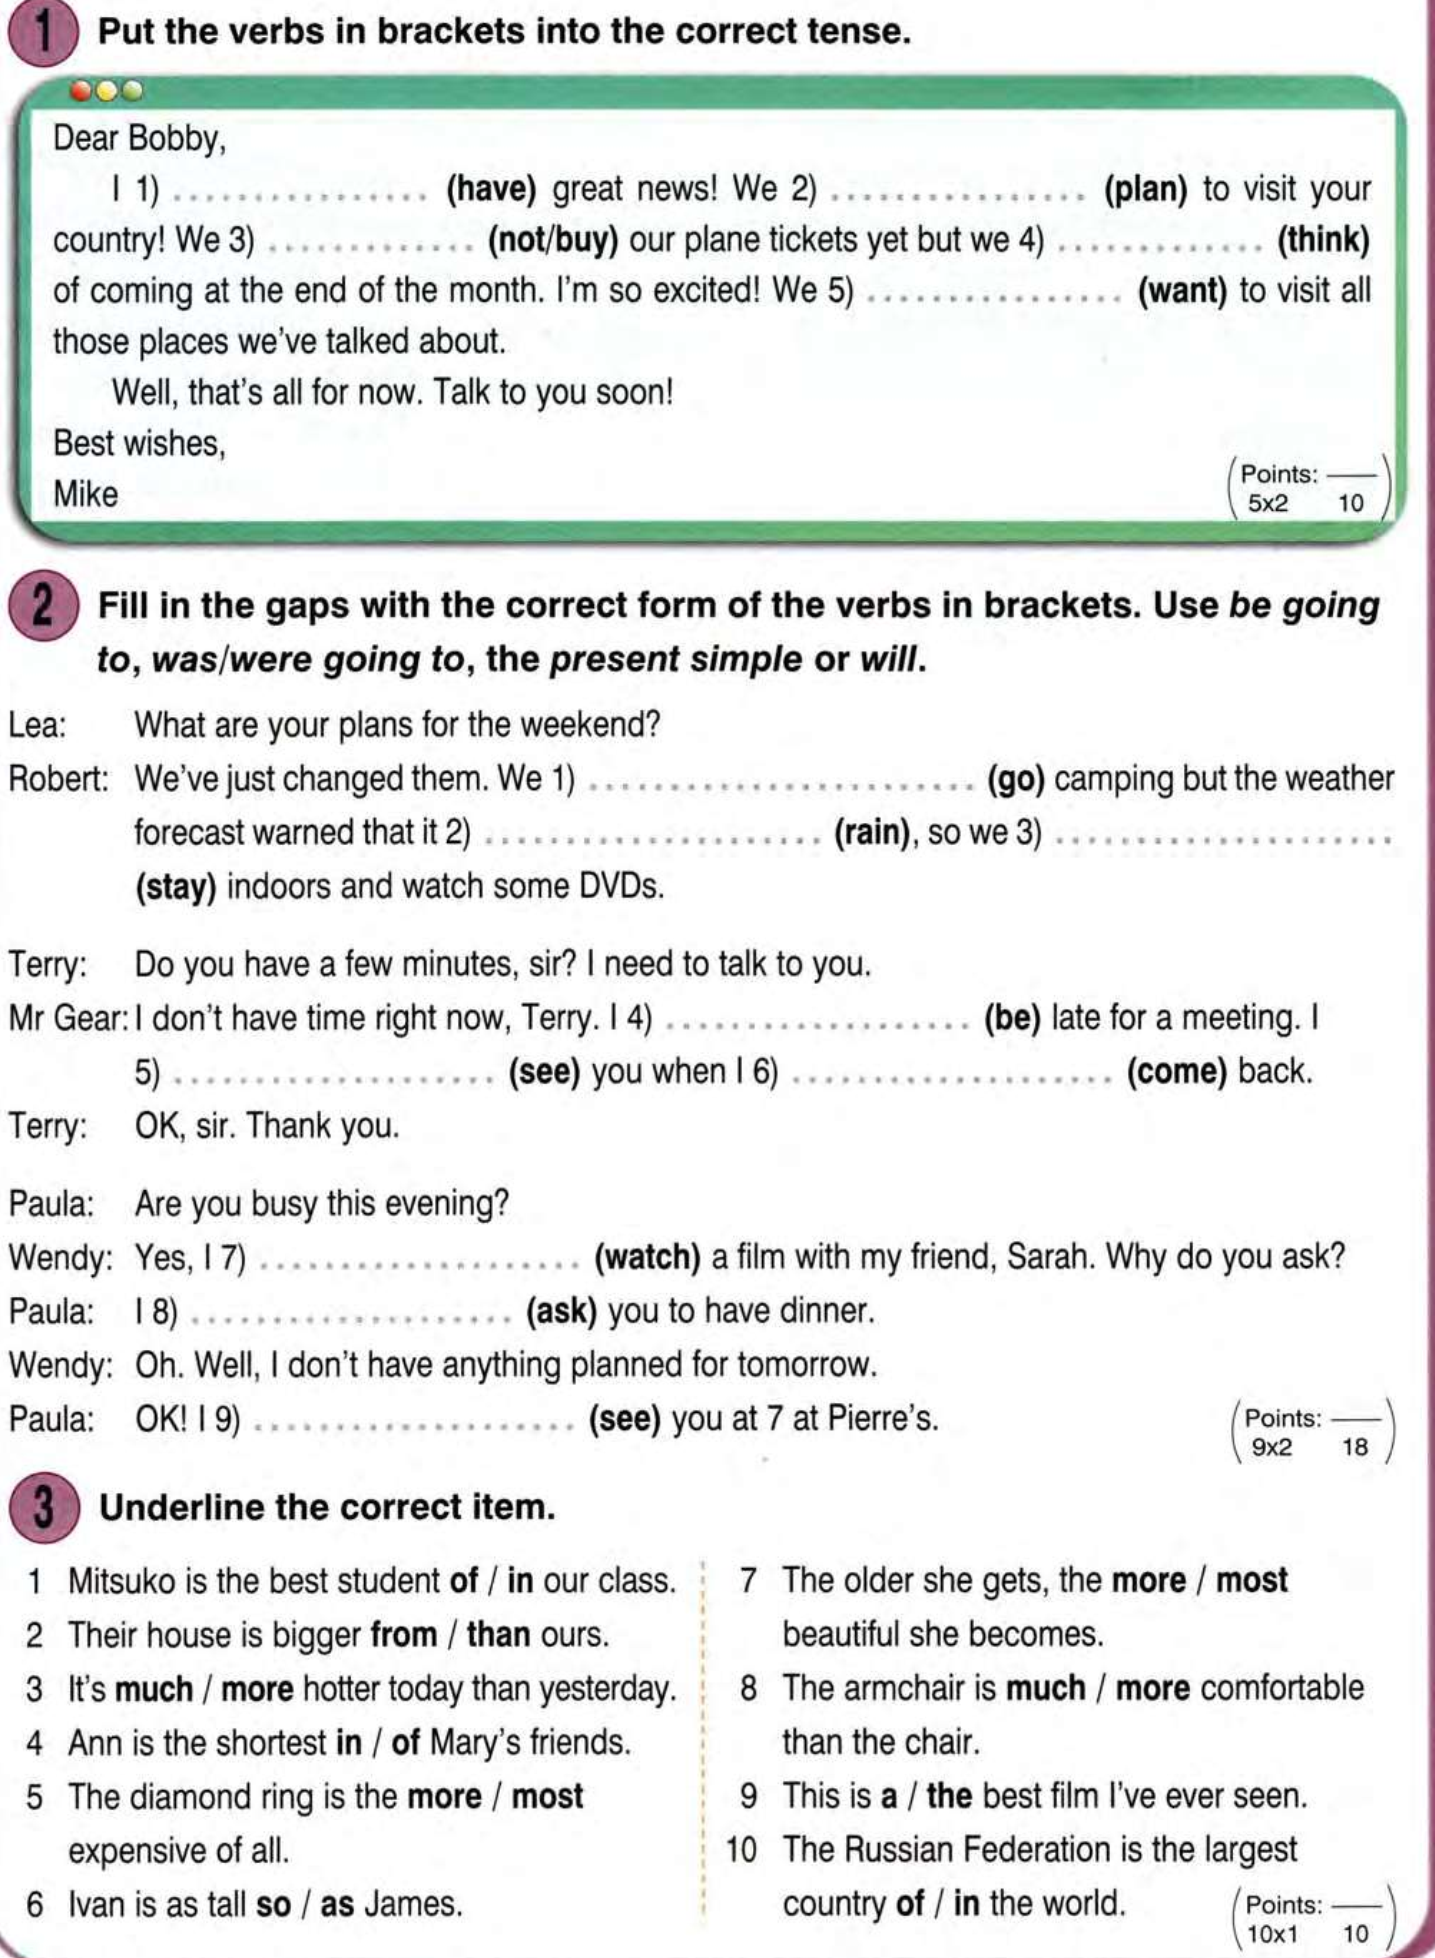 1 Put the verbs in brackets into the correct tense.
Dear Bobby,
I 1) ................ (have) great news! We 2) ................ (plan) to visit your
country! We 3) ............. (not/buy) our plane tickets yet but we 4) ............. (think)
of coming at the end of the month. I'm so excited! We 5) ................ (want) to visit all
those places we've talked about.
Well, that's all for now. Talk to you soon!
Best wishes,
Mike
(Points: ___
5x2 10)
2 Fill in the gaps with the correct form of the verbs in brackets. Use be going
to, was/were going to, the present simple or will.
Lea: What are your plans for the weekend?
Robert: We've just changed them. We 1) ........................ (go) camping but the weather
forecast warned that it 2) ..................... (rain), so we 3) .....................
(stay) indoors and watch some DVDs.
Terry: Do you have a few minutes, sir? I need to talk to you.
Mr Gear: I don't have time right now, Terry. I 4) ................... (be) late for a meeting. I
5) .................... (see) you when I 6) .................... (come) back.
Terry: OK, sir. Thank you.
Paula: Are you busy this evening?
Wendy: Yes, I 7) .................... (watch) a film with my friend, Sarah. Why do you ask?
Paula: I 8) .................... (ask) you to have dinner.
Wendy: Oh. Well, I don't have anything planned for tomorrow.
Paula: OK! I 9) .................... (see) you at 7 at Pierre's.
(Points: ___
9x2 18)
3 Underline the correct item.
1 Mitsuko is the best student of / in our class.
2 Their house is bigger from / than ours.
3 It's much / more hotter today than yesterday.
4 Ann is the shortest in / of Mary's friends.
5 The diamond ring is the more / most
expensive of all.
6 Ivan is as tall so / as James.
7 The older she gets, the more / most
beautiful she becomes.
8 The armchair is much / more comfortable
than the chair.
9 This is a / the best film I've ever seen.
10 The Russian Federation is the largest
country of / in the world.
(Points: ___
10x1 10)